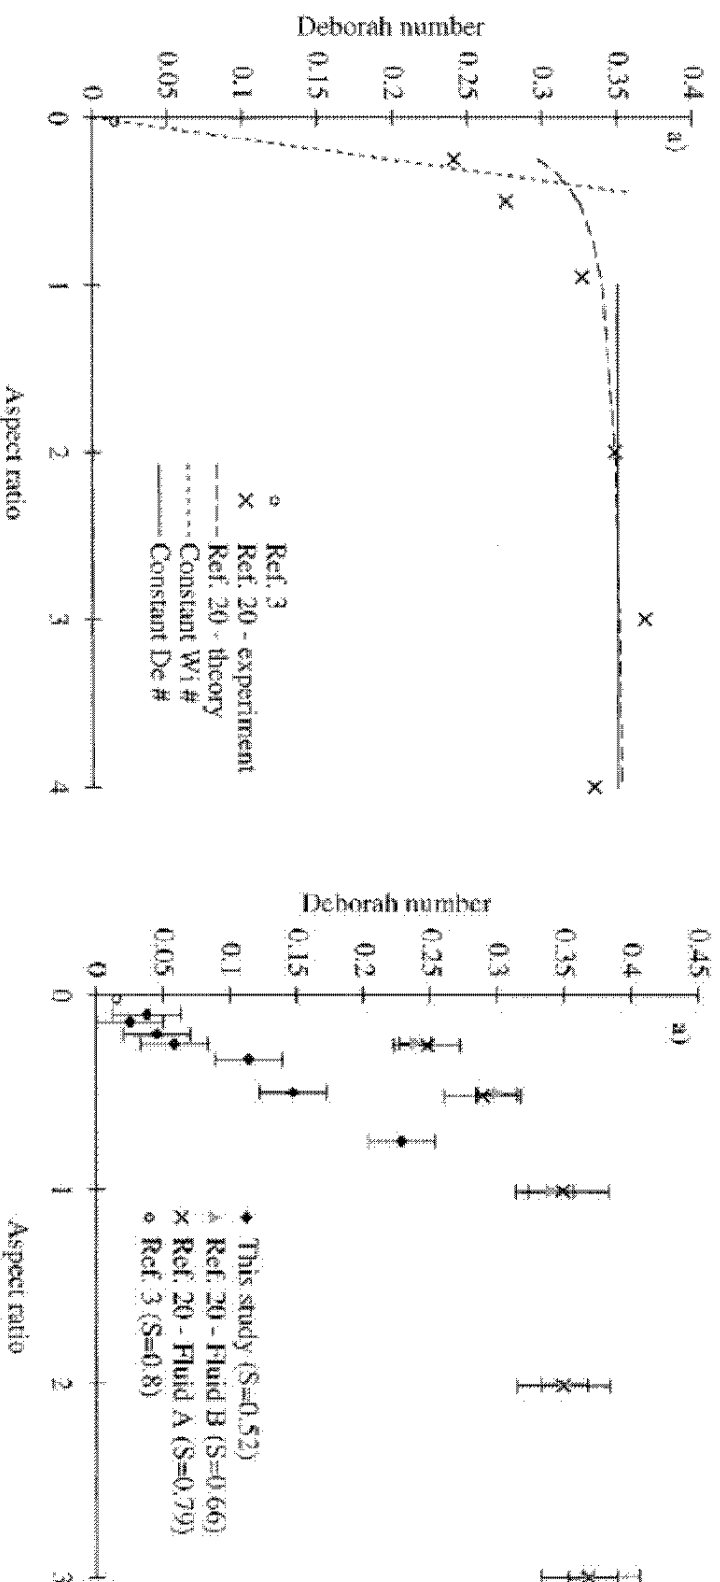 Deborah number
0.4
0.35
0.3
0.25
0.2
0.15
0.1
0.05
0
a)
0
1
2
3
4
Ref. 3
Ref. 20 - experiment
Ref. 20 - theory
Constant Wi #
Constant De #
Aspect ratio
Deborah number
0.45
0.4
0.35
0.3
0.25
0.2
0.15
0.1
0.05
0
a)
0
1
2
3
This study (S=0.52)
Ref. 20 - Fluid B (S=0.66)
Ref. 20 - Fluid A (S=0.79)
Ref. 3 (S=0.8)
Aspect ratio